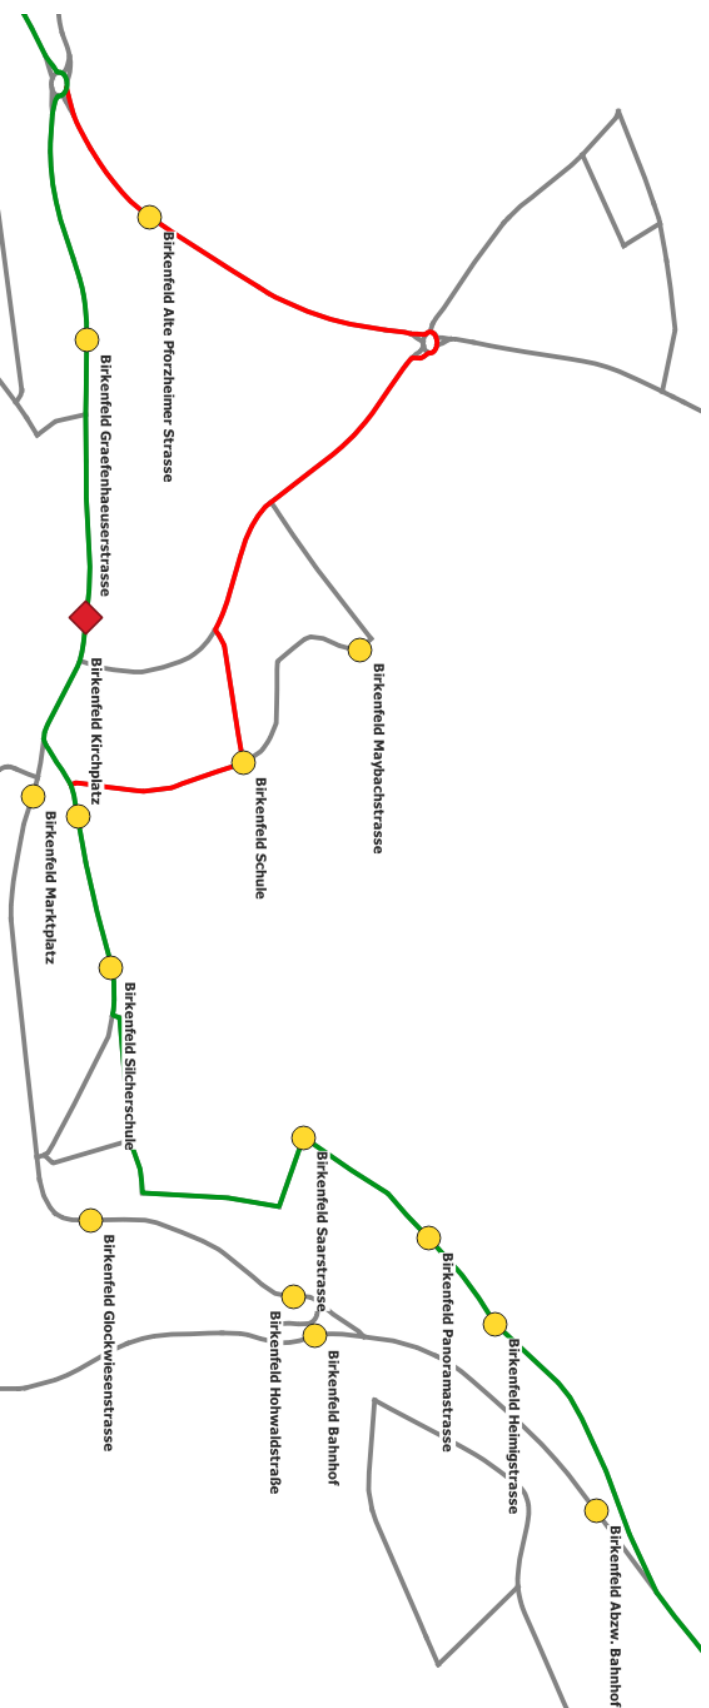 Birkenfeld Alte Pforzheimer Strasse
Birkenfeld Graefenhaeuserstrasse
Birkenfeld Kirchplatz
Birkenfeld Maybachstrasse
Birkenfeld Schule
Birkenfeld Marktplatz
Birkenfeld Silcherschule
Birkenfeld Saarstrasse
Birkenfeld Glockwiesenstrasse
Birkenfeld Panoramastrasse
Birkenfeld Hohwaldstraße
Birkenfeld Bahnhof
Birkenfeld Heimigstrasse
Birkenfeld Abzw. Bahnhof